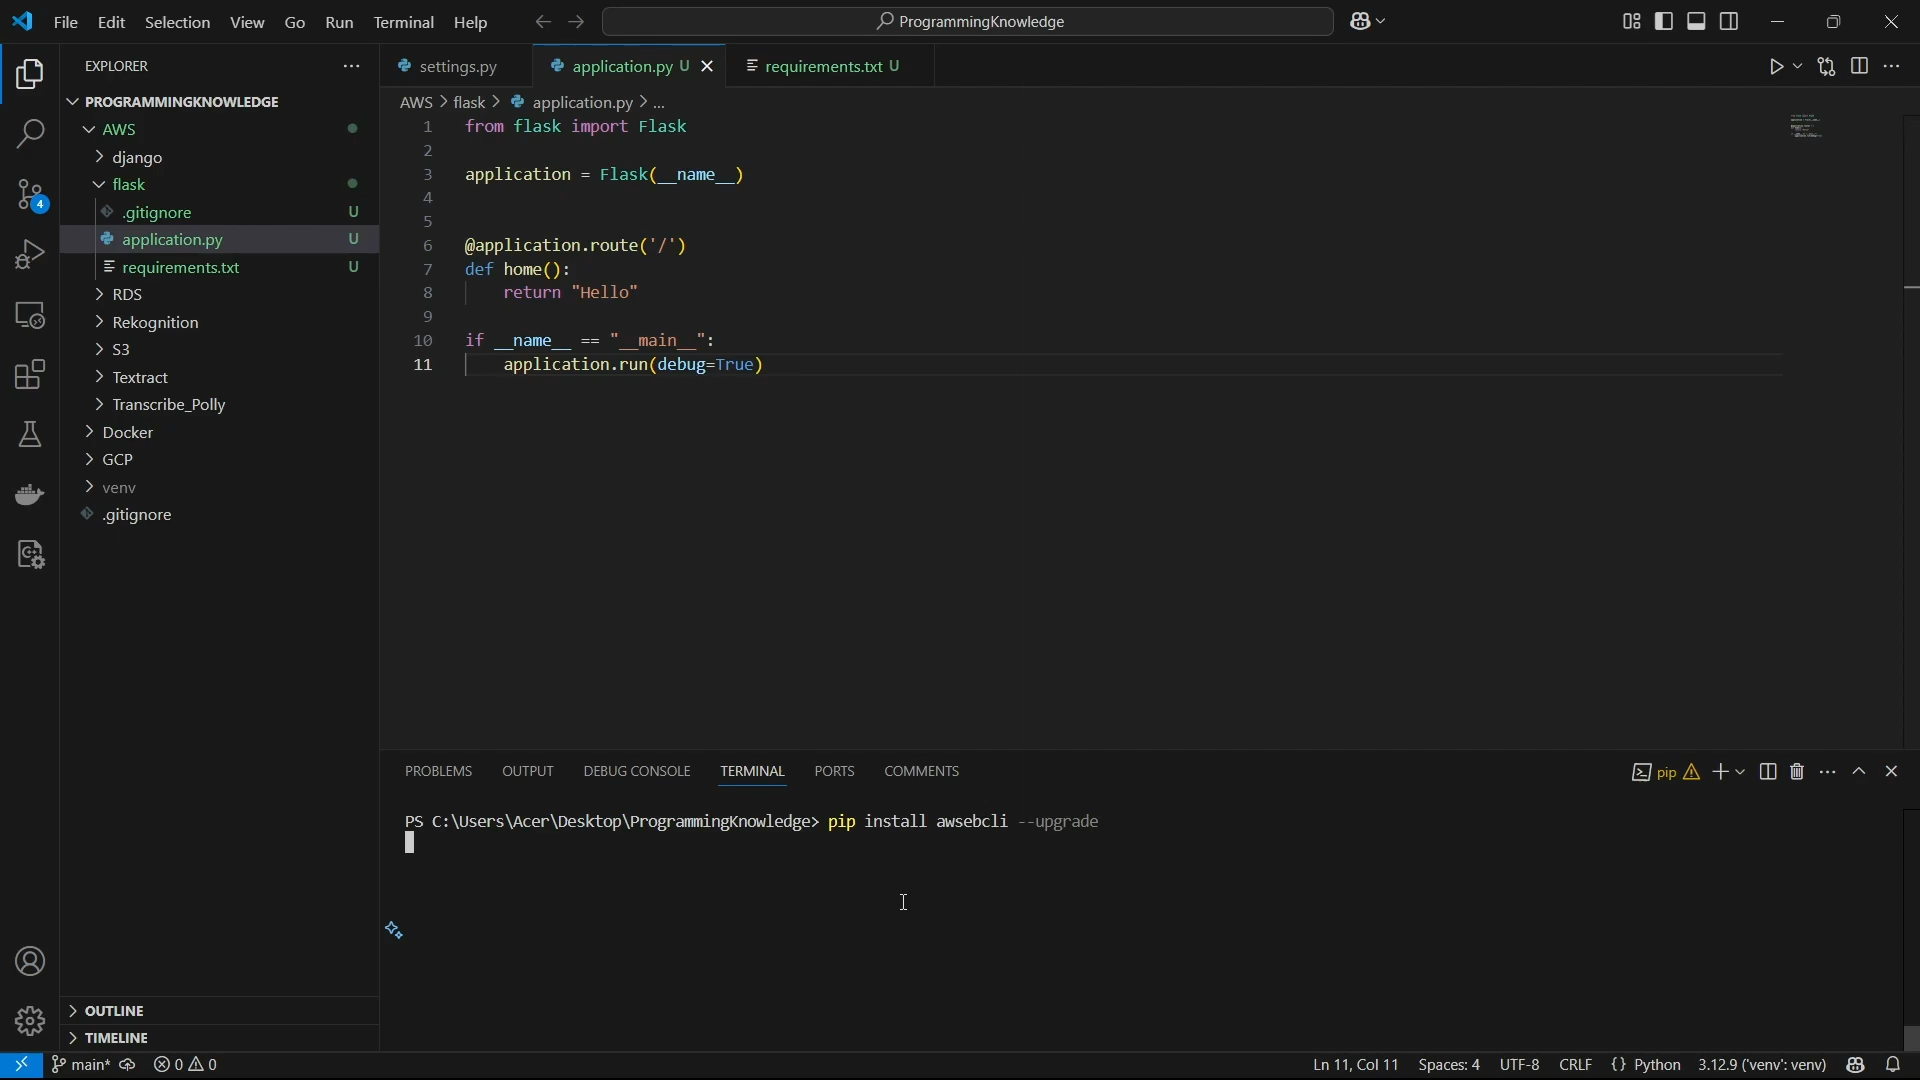 File Edit Selection View Go Run Terminal Help
ProgrammingKnowledge
EXPLORER
PROGRAMMINGKNOWLEDGE
AWS
django
flask
.gitignore U
application.py U
requirements.txt U
RDS
Rekognition
S3
Textract
Transcribe_Polly
Docker
GCP
venv
.gitignore
OUTLINE
TIMELINE
4
settings.py application.py U requirements.txt U
AWS > flask > application.py > ...
1 from flask import Flask
2
3 application = Flask(__name__)
4
5
6 @application.route('/')
7 def home():
8 return "Hello"
9
10 if __name__ == "__main__":
11 application.run(debug=True)
PROBLEMS OUTPUT DEBUG CONSOLE TERMINAL PORTS COMMENTS
pip
PS C:\Users\Acer\Desktop\ProgrammingKnowledge> pip install awsebcli --upgrade
main* 0 0 Ln 11, Col 11 Spaces: 4 UTF-8 CRLF {} Python 3.12.9 ('venv': venv)